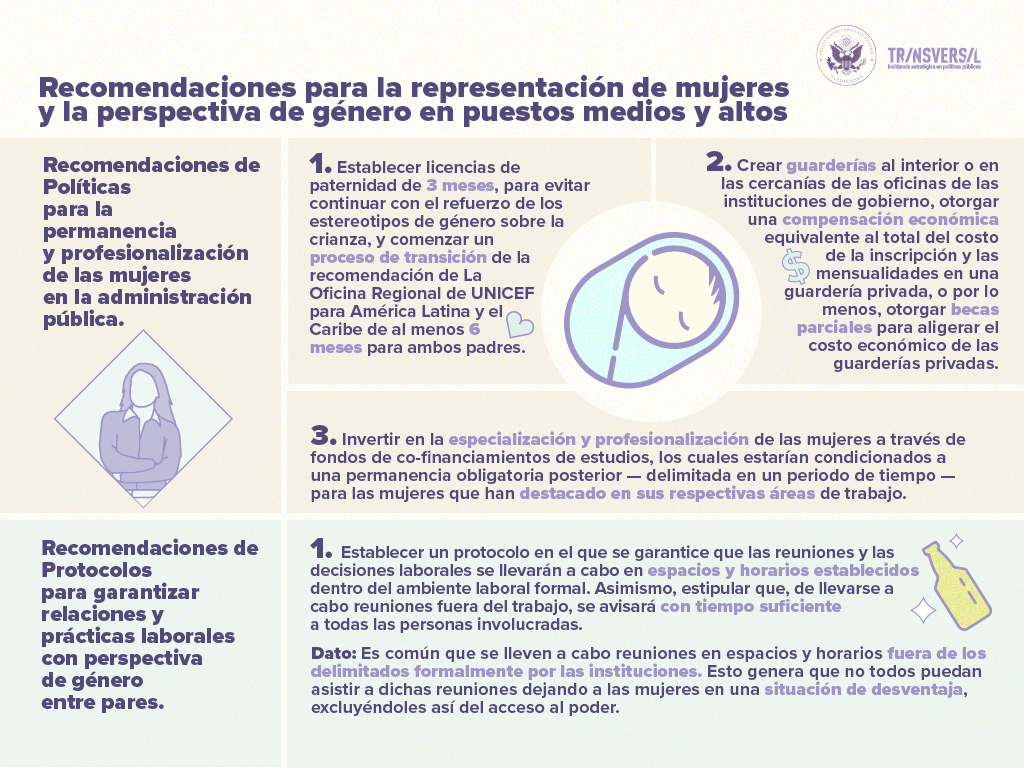 TR/NSVERS/L
Incidencia estratégica en políticas públicas
Recomendaciones para la representación de mujeres
y la perspectiva de género en puestos medios y altos
Recomendaciones de
Políticas
para la
permanencia
y profesionalización
de las mujeres
en la administración
pública.
1. Establecer licencias de
paternidad de 3 meses, para evitar
continuar con el refuerzo de los
estereotipos de género sobre la
crianza, y comenzar un
proceso de transición de la
recomendación de La
Oficina Regional de UNICEF
para América Latina y el
Caribe de al menos 6
meses para ambos padres.
2. Crear guarderías al interior o en
las cercanías de las oficinas de las
instituciones de gobierno, otorgar
una compensación económica
equivalente al total del costo
de la inscripción y las
mensualidades en una
guardería privada, o por lo
menos, otorgar becas
parciales para aligerar el
costo económico de las
guarderías privadas.
$
3. Invertir en la especialización y profesionalización de las mujeres a través de
fondos de co-financiamientos de estudios, los cuales estarían condicionados a
una permanencia obligatoria posterior — delimitada en un periodo de tiempo —
para las mujeres que han destacado en sus respectivas áreas de trabajo.
Recomendaciones de
Protocolos
para garantizar
relaciones y
prácticas laborales
con perspectiva
de género
entre pares.
1. Establecer un protocolo en el que se garantice que las reuniones y las
decisiones laborales se llevarán a cabo en espacios y horarios establecidos
dentro del ambiente laboral formal. Asimismo, estipular que, de llevarse a
cabo reuniones fuera del trabajo, se avisará con tiempo suficiente
a todas las personas involucradas.
Dato: Es común que se lleven a cabo reuniones en espacios y horarios fuera de los
delimitados formalmente por las instituciones. Esto genera que no todos puedan
asistir a dichas reuniones dejando a las mujeres en una situación de desventaja,
excluyéndoles así del acceso al poder.